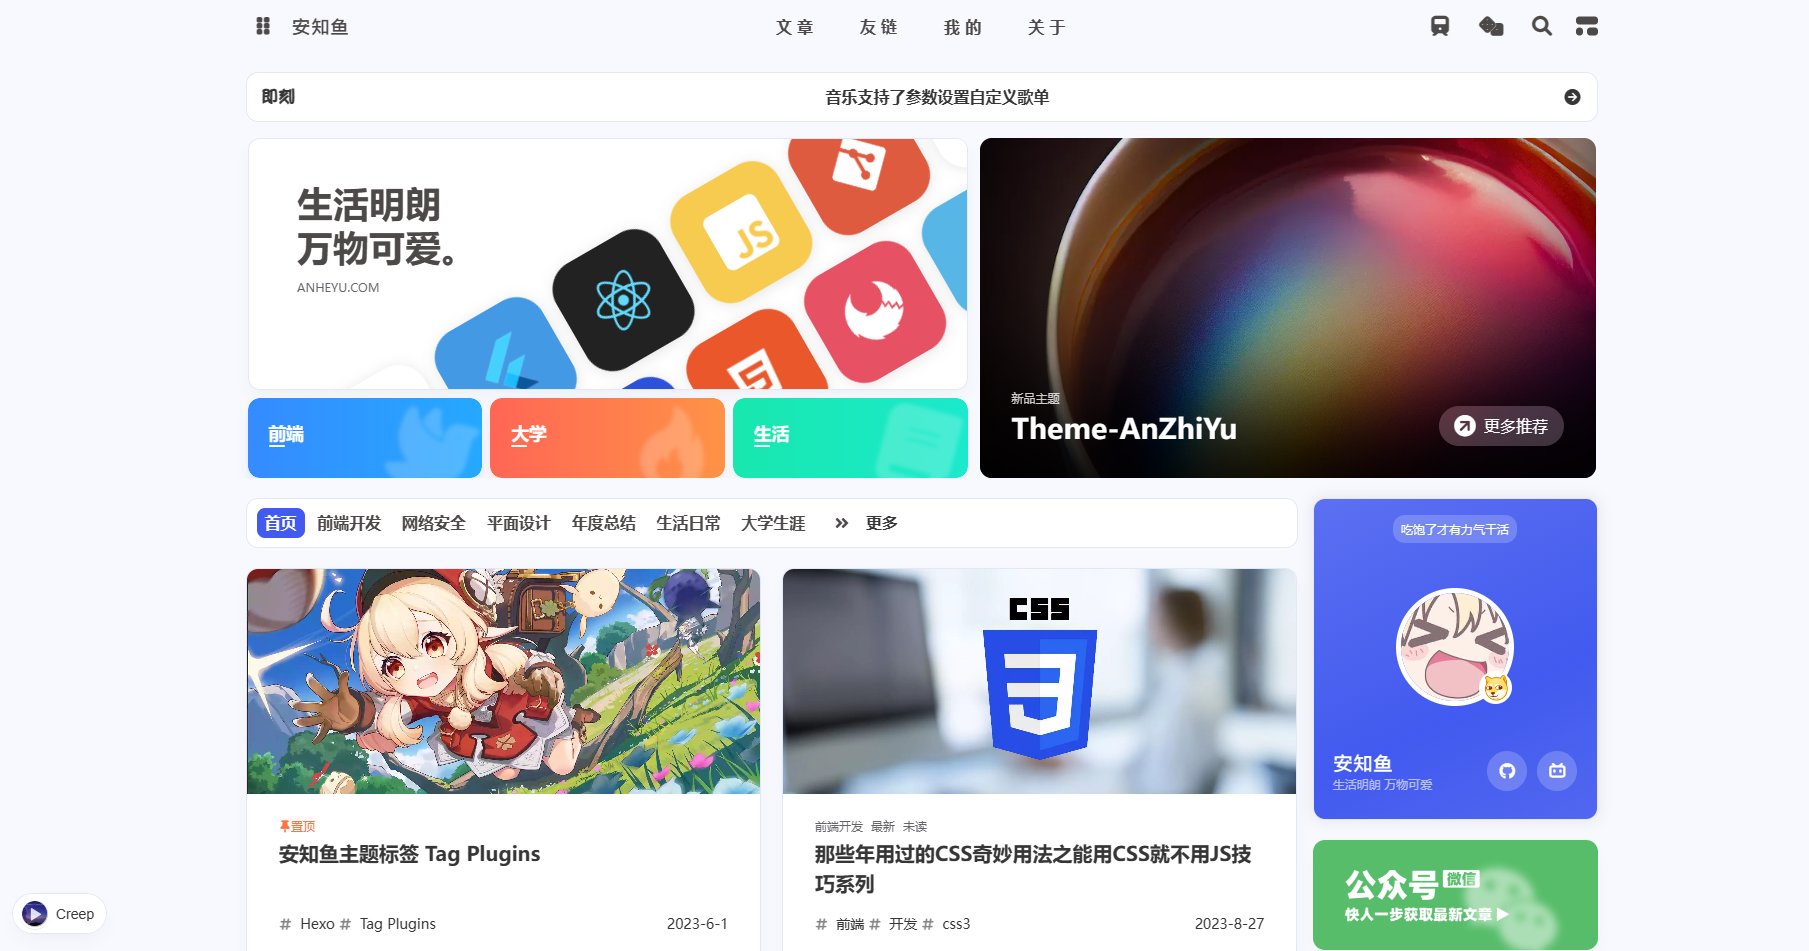 安知鱼
文章 友链 我的 关于
即刻
音乐支持了参数设置自定义歌单
生活明朗
万物可爱。
ANHEYU.COM
JS
新品主题
Theme-AnZhiYu
更多推荐
前端
大学
生活
首页 前端开发 网络安全 平面设计 年度总结 生活日常 大学生涯 更多
吃饱了才有力气干活
安知鱼
生活明朗 万物可爱
CSS
3
置顶
安知鱼主题标签 Tag Plugins
# Hexo # Tag Plugins
2023-6-1
前端开发 最新 未读
那些年用过的CSS奇妙用法之能用CSS就不用JS技
巧系列
# 前端 # 开发 # css3
2023-8-27
公众号 微信
快人一步获取最新文章 ▶
Creep